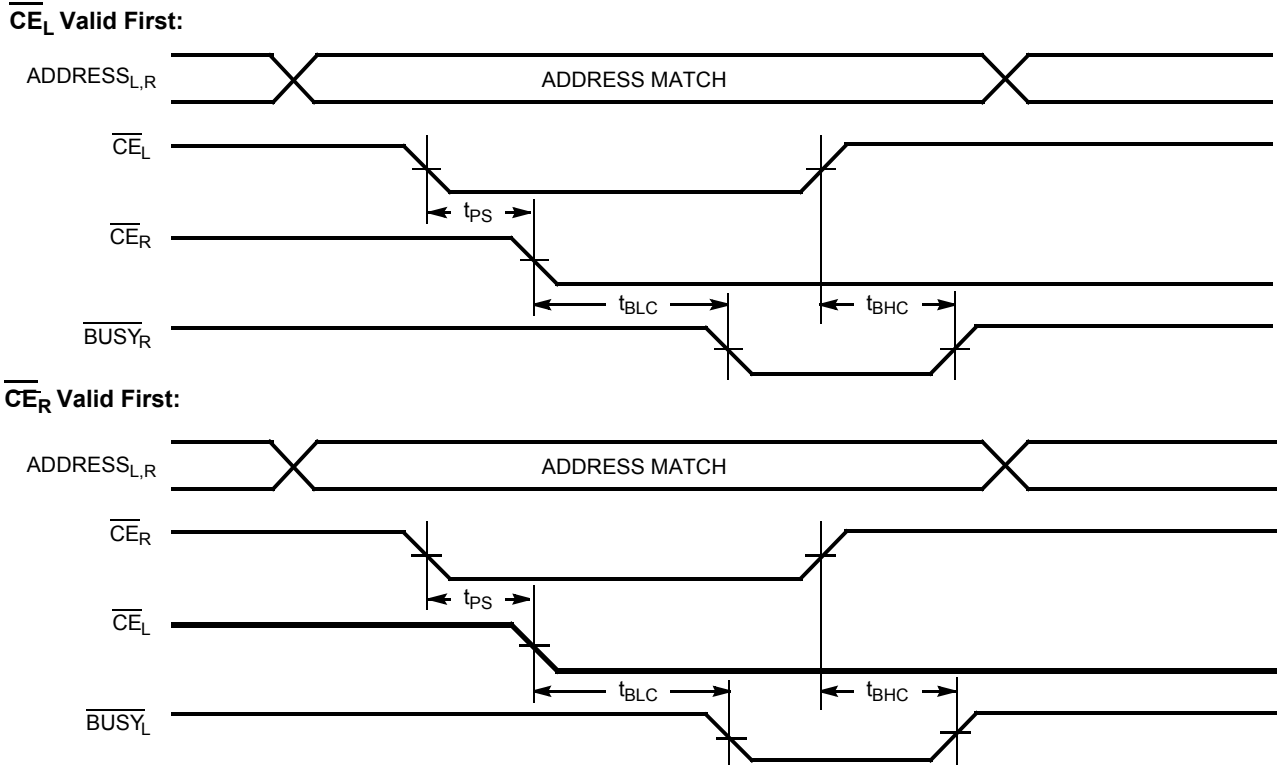 CE_L Valid First:
ADDRESS_L,R
ADDRESS MATCH
CE_L
t_PS
CE_R
t_BLC
t_BHC
BUSY_R
CE_R Valid First:
ADDRESS_L,R
ADDRESS MATCH
CE_R
t_PS
CE_L
t_BLC
t_BHC
BUSY_L